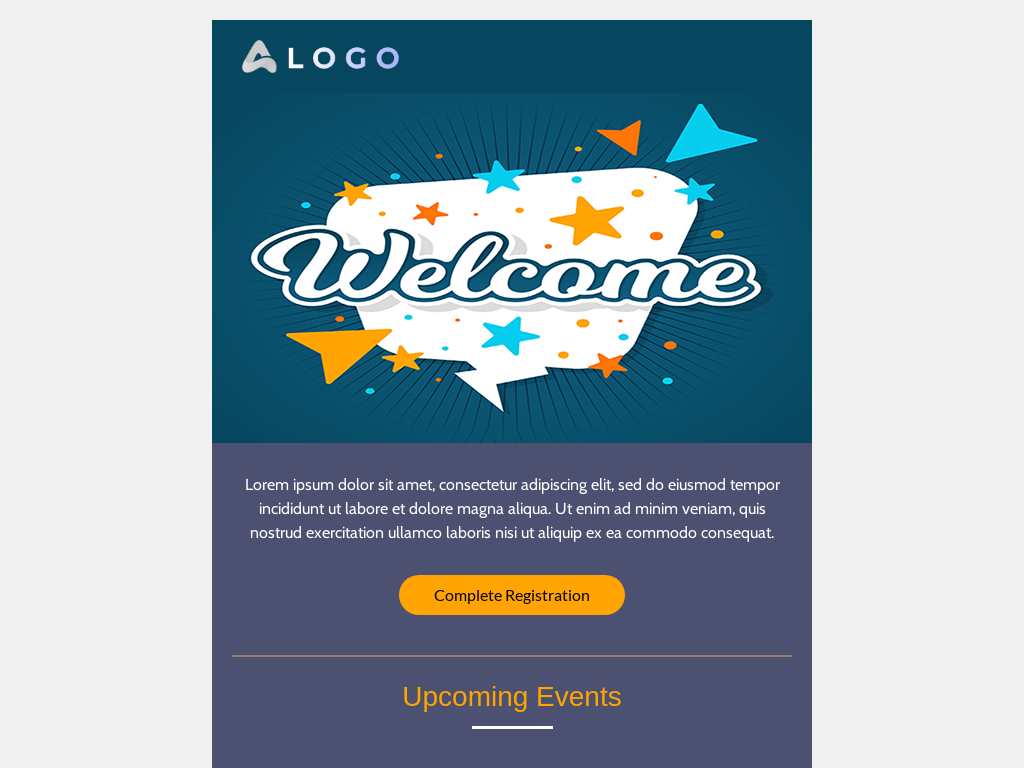 LOGO
Welcome
Lorem ipsum dolor sit amet, consectetur adipiscing elit, sed do eiusmod tempor
incididunt ut labore et dolore magna aliqua. Ut enim ad minim veniam, quis
nostrud exercitation ullamco laboris nisi ut aliquip ex ea commodo consequat.
Complete Registration
Upcoming Events